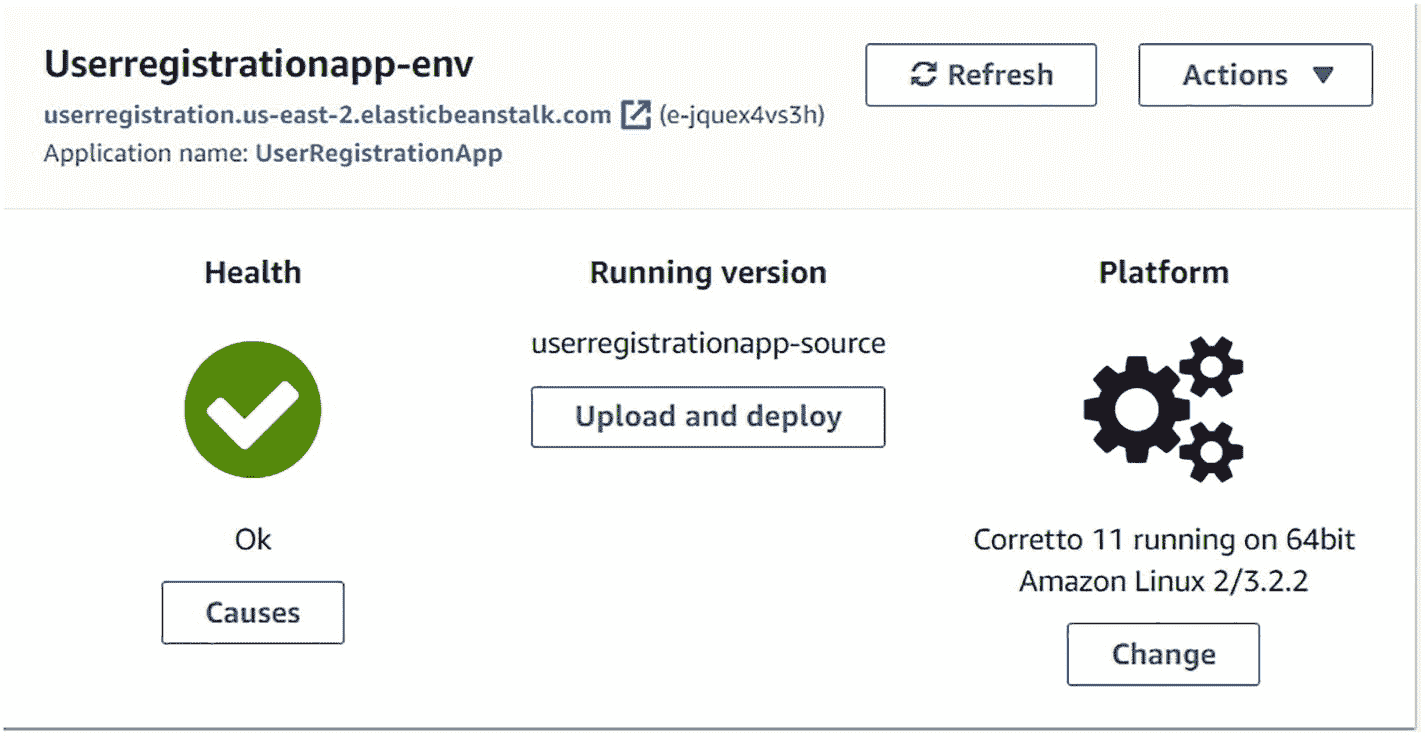 Userregistrationapp-env
Refresh
Actions
userregistration.us-east-2.elasticbeanstalk.com (e-jquex4vs3h)
Application name: UserRegistrationApp
Health
Running version
Platform
userregistrationapp-source
Upload and deploy
Ok
Causes
Corretto 11 running on 64bit
Amazon Linux 2/3.2.2
Change